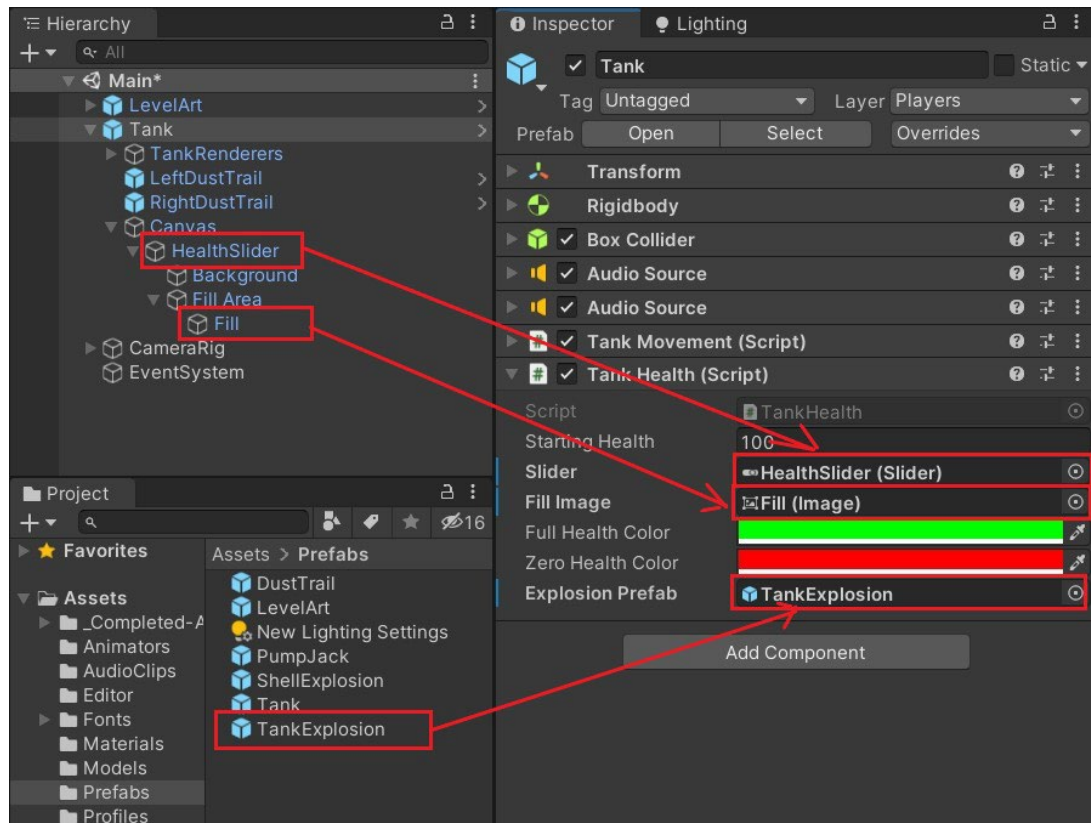 Hierarchy
All
Main*
LevelArt
Tank
TankRenderers
LeftDustTrail
RightDustTrail
Canvas
HealthSlider
Background
Fill Area
Fill
CameraRig
EventSystem
Project
16
Favorites
Assets
_Completed-A
Animators
AudioClips
Editor
Fonts
Materials
Models
Prefabs
Profiles
Assets > Prefabs
DustTrail
LevelArt
New Lighting Settings
PumpJack
ShellExplosion
Tank
TankExplosion
Inspector Lighting
Tank Static
Tag Untagged Layer Players
Prefab Open Select Overrides
Transform
Rigidbody
Box Collider
Audio Source
Audio Source
Tank Movement (Script)
# Tank Health (Script)
Script TankHealth
Starting Health 100
Slider HealthSlider (Slider)
Fill Image Fill (Image)
Full Health Color
Zero Health Color
Explosion Prefab TankExplosion
Add Component